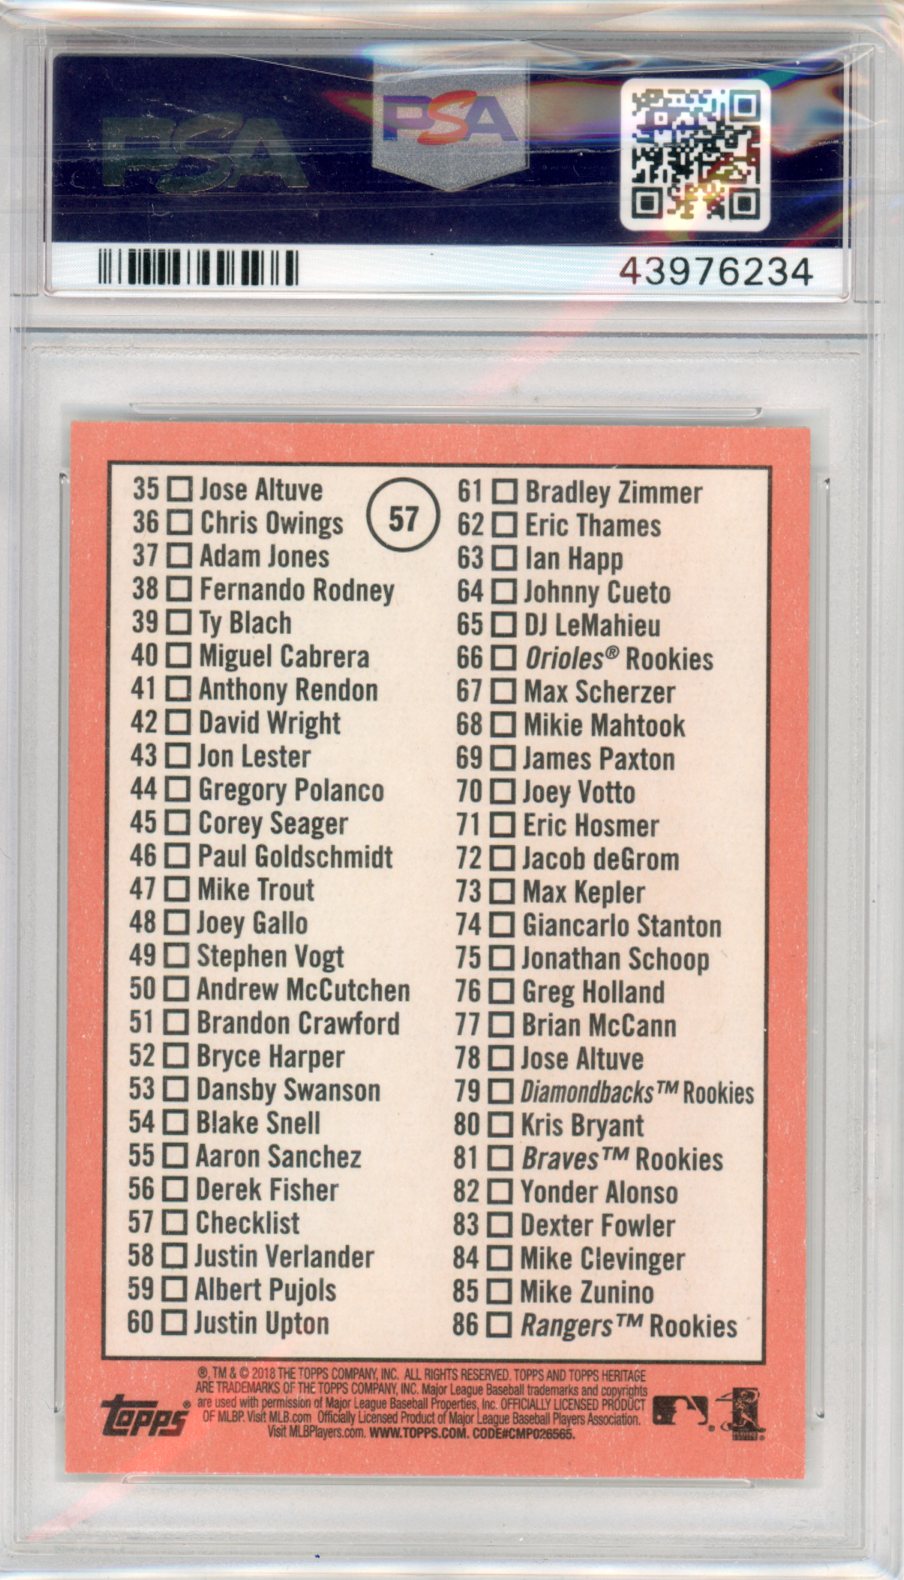 PSA
PSA
43976234
57
35 Jose Altuve
36 Chris Owings
37 Adam Jones
38 Fernando Rodney
39 Ty Blach
40 Miguel Cabrera
41 Anthony Rendon
42 David Wright
43 Jon Lester
44 Gregory Polanco
45 Corey Seager
46 Paul Goldschmidt
47 Mike Trout
48 Joey Gallo
49 Stephen Vogt
50 Andrew McCutchen
51 Brandon Crawford
52 Bryce Harper
53 Dansby Swanson
54 Blake Snell
55 Aaron Sanchez
56 Derek Fisher
57 Checklist
58 Justin Verlander
59 Albert Pujols
60 Justin Upton
61 Bradley Zimmer
62 Eric Thames
63 Ian Happ
64 Johnny Cueto
65 DJ LeMahieu
66 Orioles® Rookies
67 Max Scherzer
68 Mikie Mahtook
69 James Paxton
70 Joey Votto
71 Eric Hosmer
72 Jacob deGrom
73 Max Kepler
74 Giancarlo Stanton
75 Jonathan Schoop
76 Greg Holland
77 Brian McCann
78 Jose Altuve
79 Diamondbacks™ Rookies
80 Kris Bryant
81 Braves™ Rookies
82 Yonder Alonso
83 Dexter Fowler
84 Mike Clevinger
85 Mike Zunino
86 Rangers™ Rookies
®, TM & © 2018 THE TOPPS COMPANY, INC. ALL RIGHTS RESERVED. TOPPS AND TOPPS HERITAGE
ARE TRADEMARKS OF THE TOPPS COMPANY, INC. Major League Baseball trademarks and copyrights
are used with permission of Major League Baseball Properties, Inc. OFFICIALLY LICENSED PRODUCT
OF MLBP. Visit MLB.com Officially Licensed Product of Major League Baseball Players Association.
Visit MLBPlayers.com. WWW.TOPPS.COM. CODE#CMP026565.
topps®